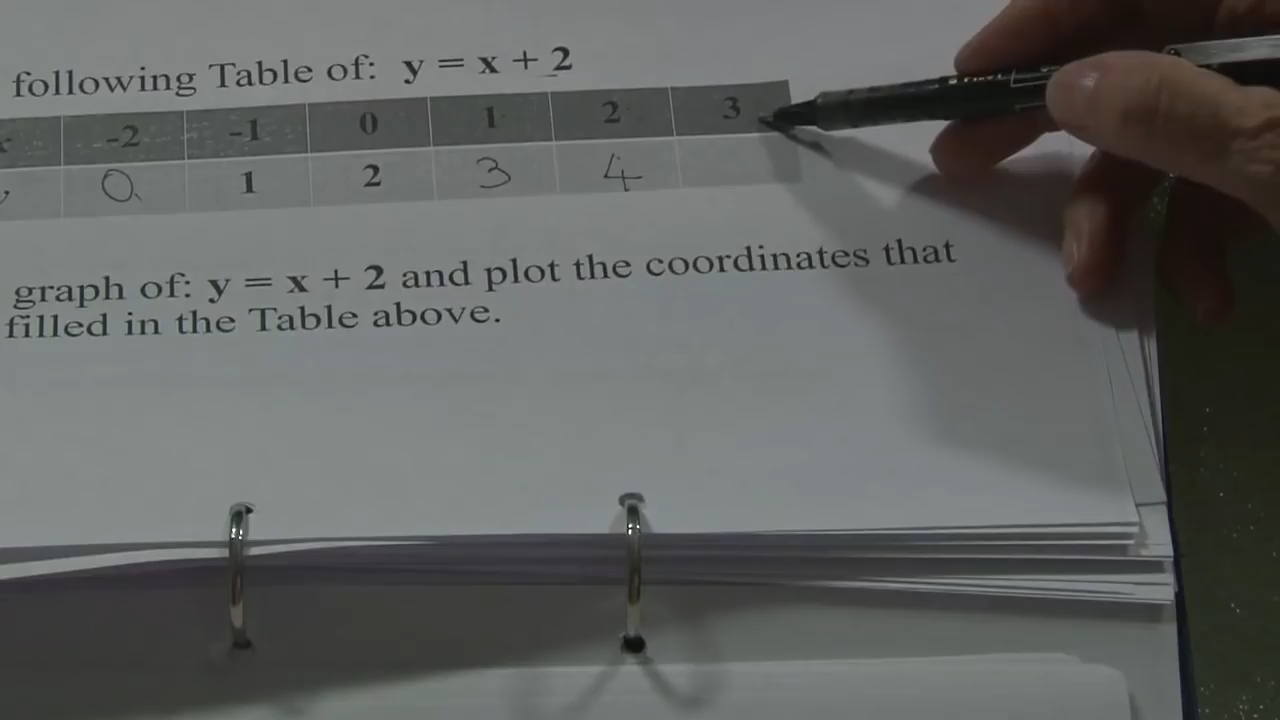 following Table of: y = x + 2
-2 -1 0 1 2 3
0 1 2 3 4
graph of: y = x + 2 and plot the coordinates that
filled in the Table above.